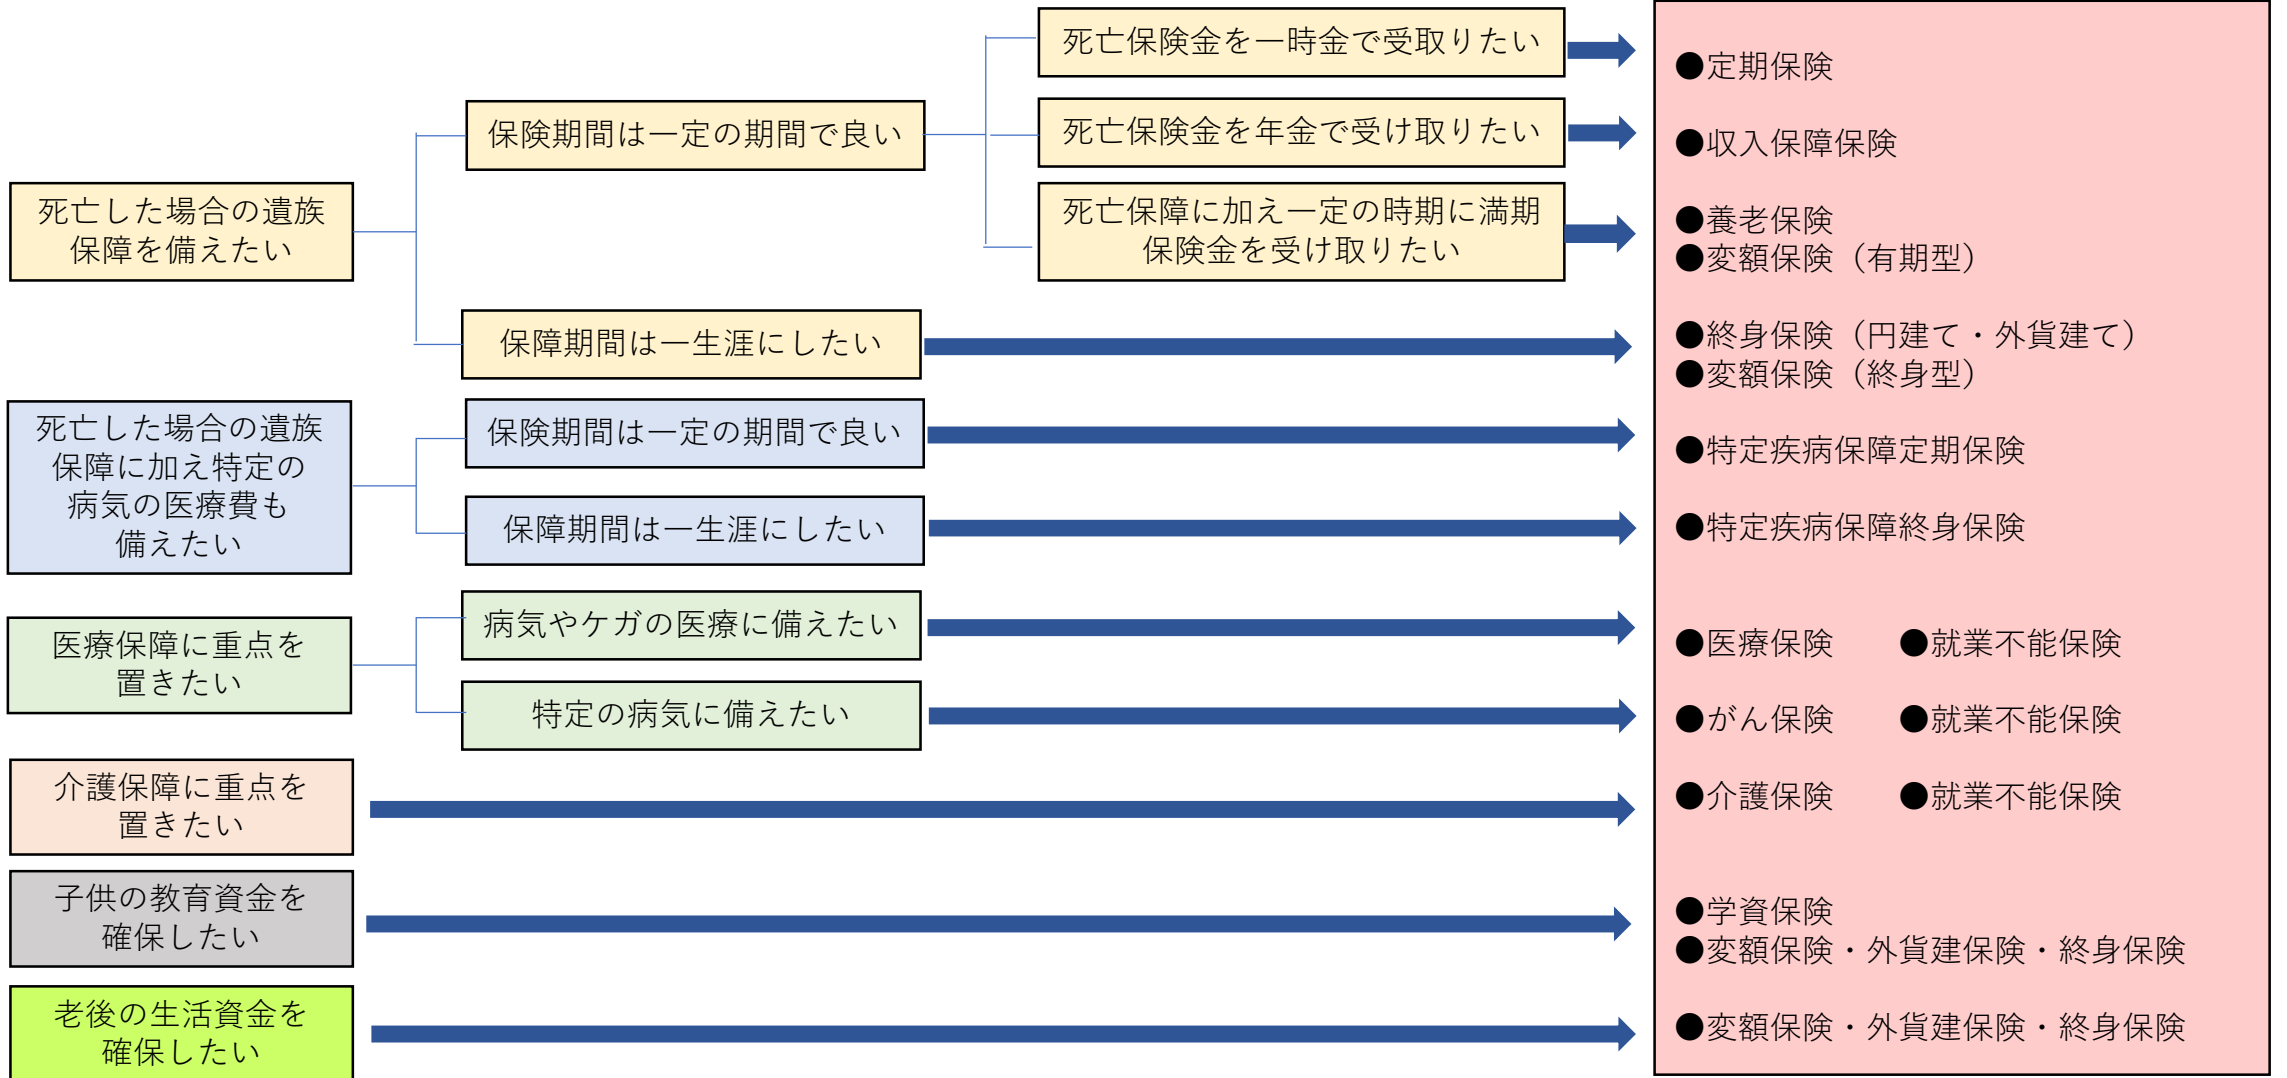 死亡した場合の遺族
保障を備えたい
保険期間は一定の期間で良い
死亡保険金を一時金で受取りたい
●定期保険
死亡保険金を年金で受け取りたい
●収入保障保険
死亡保障に加え一定の時期に満期
保険金を受け取りたい
●養老保険
●変額保険（有期型）
保障期間は一生涯にしたい
●終身保険（円建て・外貨建て）
●変額保険（終身型）
死亡した場合の遺族
保障に加え特定の
病気の医療費も
備えたい
保険期間は一定の期間で良い
●特定疾病保障定期保険
保障期間は一生涯にしたい
●特定疾病保障終身保険
医療保障に重点を
置きたい
病気やケガの医療に備えたい
●医療保険　●就業不能保険
特定の病気に備えたい
●がん保険　●就業不能保険
介護保障に重点を
置きたい
●介護保険　●就業不能保険
子供の教育資金を
確保したい
●学資保険
●変額保険・外貨建保険・終身保険
老後の生活資金を
確保したい
●変額保険・外貨建保険・終身保険